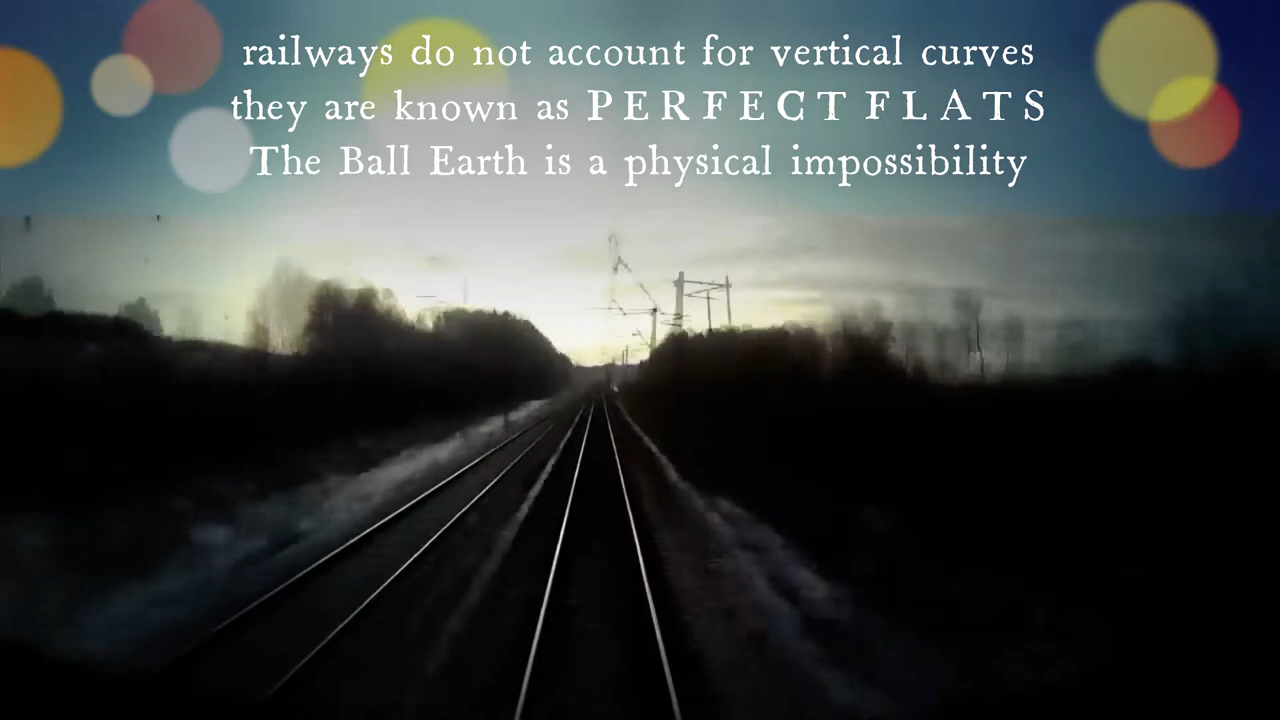 railways do not account for vertical curves
they are known as PERFECT FLATS
The Ball Earth is a physical impossibility